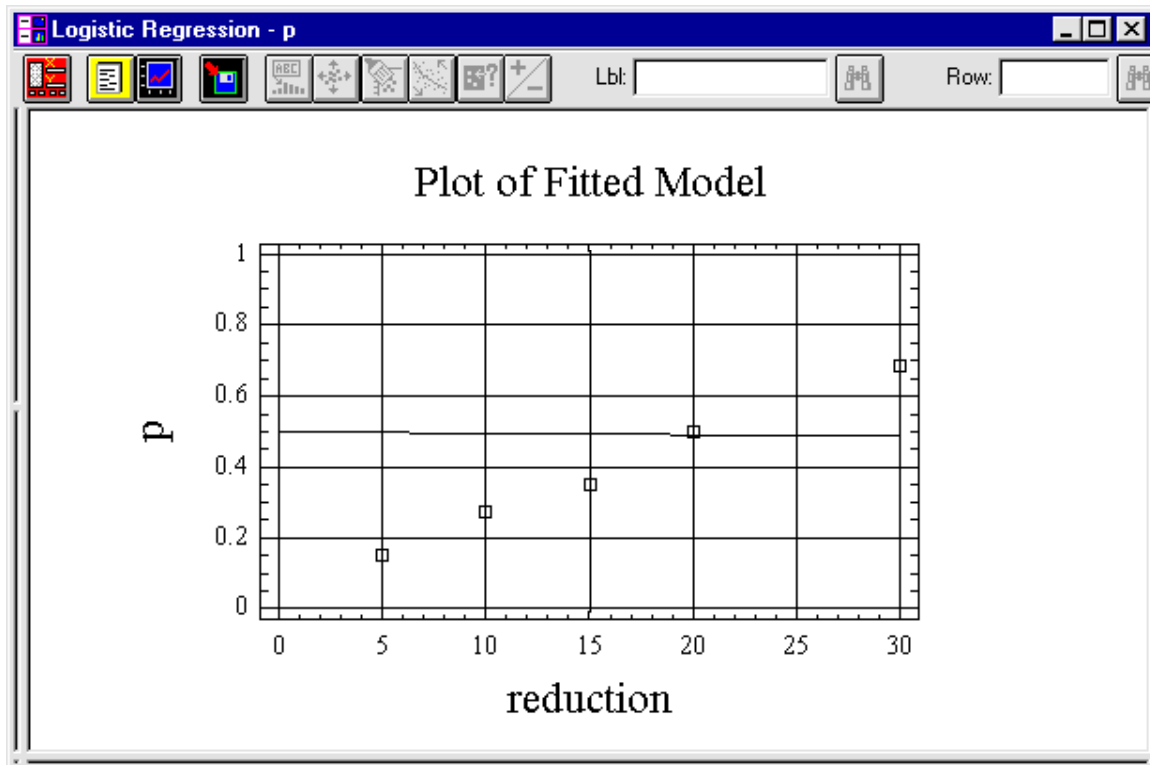 Logistic Regression - p
ABC
Lbl:
Row:
Plot of Fitted Model
1
0.8
0.6
0.4
0.2
0
p
0 5 10 15 20 25 30
reduction